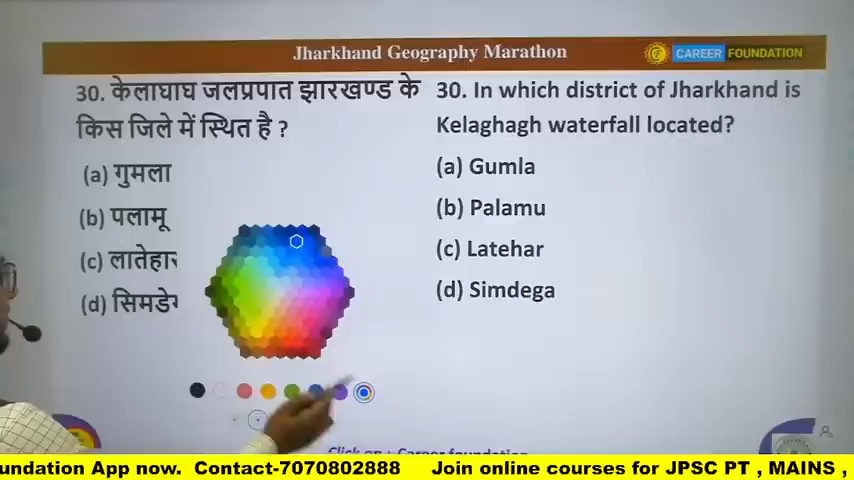 Jharkhand Geography Marathon
CAREER FOUNDATION
30. केलाघाघ जलप्रपात झारखण्ड के
किस जिले में स्थित है ?
(a) गुमला
(b) पलामू
(c) लातेहार
(d)
30. In which district of Jharkhand is
Kelaghagh waterfall located?
(a) Gumla
(b) Palamu
(c) Latehar
(d) Simdega
undation App now. Contact-7070802888 Join online courses for JPSC PT , MAINS ,